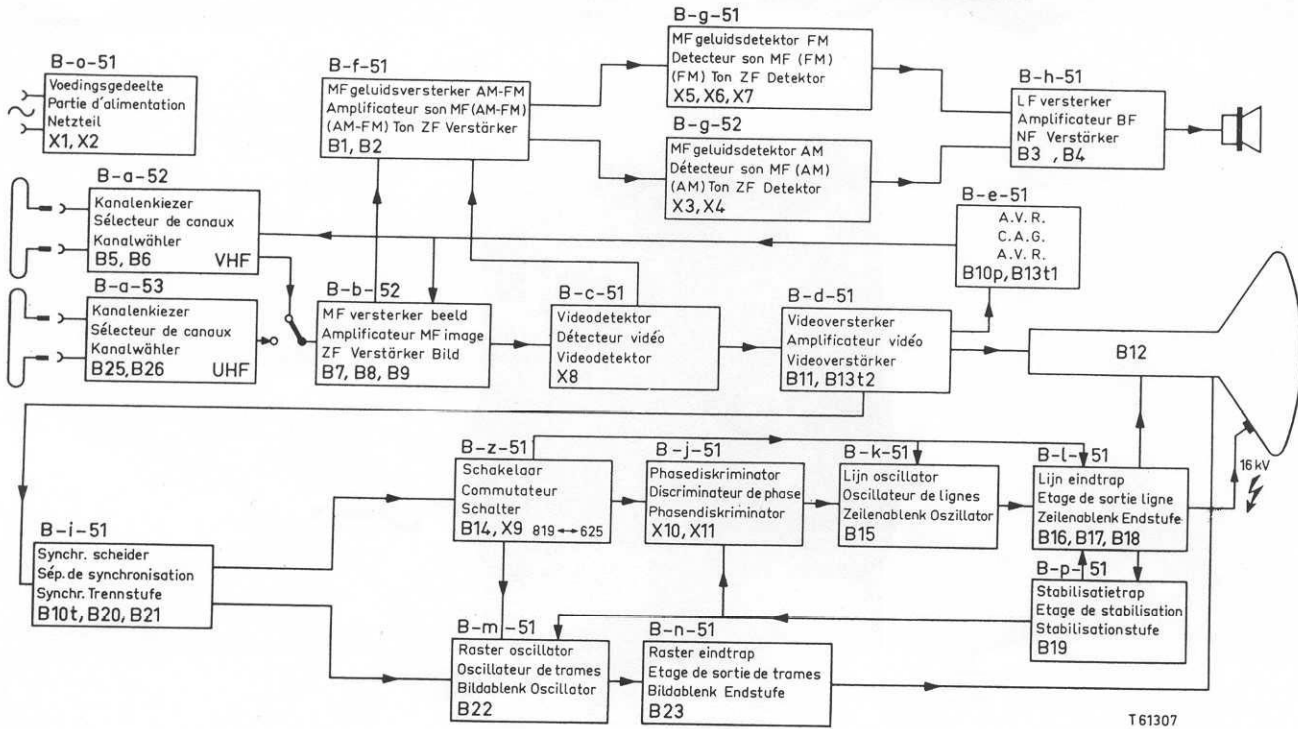 B-o-51
Voedingsgedeelte
Partie d'alimentation
Netzteil
X1, X2
B-f-51
MF geluidsversterker AM-FM
Amplificateur son MF (AM-FM)
(AM-FM) Ton ZF Verstärker
B1, B2
B-g-51
MF geluidsdetektor FM
Detecteur son MF (FM)
(FM) Ton ZF Detektor
X5, X6, X7
B-g-52
MF geluidsdetektor AM
Détecteur son MF (AM)
(AM) Ton ZF Detektor
X3, X4
B-h-51
LF versterker
Amplificateur BF
NF Verstärker
B3 , B4
B-a-52
Kanalenkiezer
Sélecteur de canaux
Kanalwähler
B5, B6 VHF
B-a-53
Kanalenkiezer
Sélecteur de canaux
Kanalwähler
B25, B26 UHF
B-b-52
MF versterker beeld
Amplificateur MF image
ZF Verstärker Bild
B7, B8, B9
B-c-51
Videodetektor
Détecteur vidéo
Videodetektor
X8
B-d-51
Videoversterker
Amplificateur vidéo
Videoverstärker
B11, B13t2
B-e-51
A.V.R.
C.A.G.
A.V.R.
B10p, B13t1
B12
16 kV
B-i-51
Synchr. scheider
Sép. de synchronisation
Synchr. Trennstufe
B10t, B20, B21
B-z-51
Schakelaar
Commutateur
Schalter
B14, X9 819 ↔ 625
B-j-51
Phasediskriminator
Discriminateur de phase
Phasendiskriminator
X10, X11
B-k-51
Lijn oscillator
Oscillateur de lignes
Zeilenablenk Oszillator
B15
B-l-51
Lijn eindtrap
Etage de sortie ligne
Zeilenablenk Endstufe
B16, B17, B18
B-p-51
Stabilisatietrap
Etage de stabilisation
Stabilisationstufe
B19
B-m-51
Raster oscillator
Oscillateur de trames
Bildablenk Oscillator
B22
B-n-51
Raster eindtrap
Etage de sortie de trames
Bildablenk Endstufe
B23
T61307